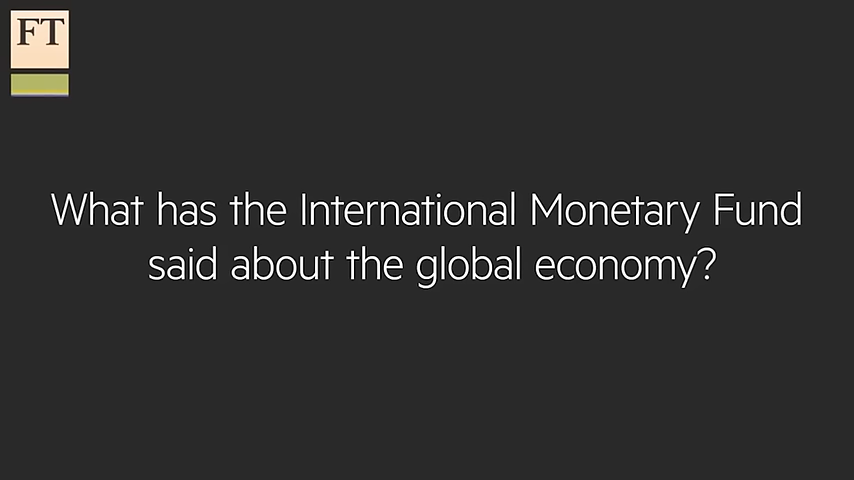 FT
What has the International Monetary Fund
said about the global economy?